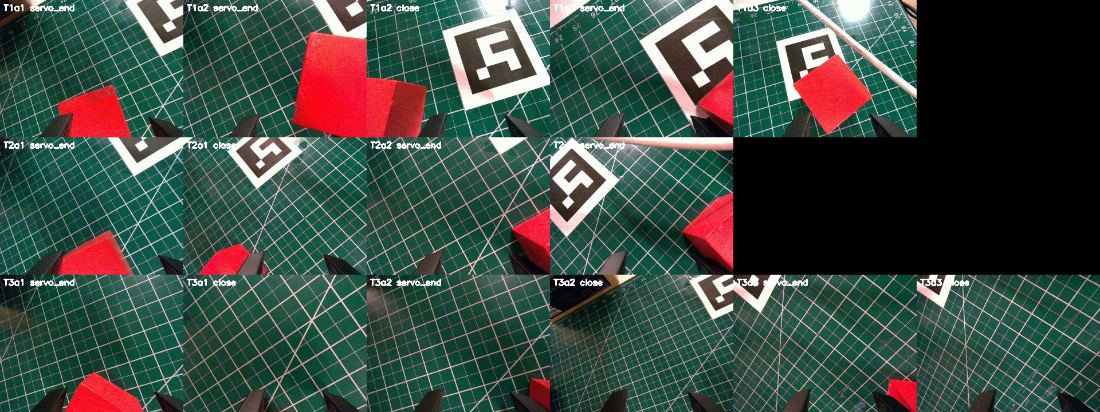 T1a1 servo_end
T1a2 servo_end
T1a2 close
T1a3 servo_end
T1a3 close
T2a1 servo_end
T2a1 close
T2a2 servo_end
T2a2 close
T3a1 servo_end
T3a1 close
T3a2 servo_end
T3a2 close
T3a3 servo_end
T3a3 close